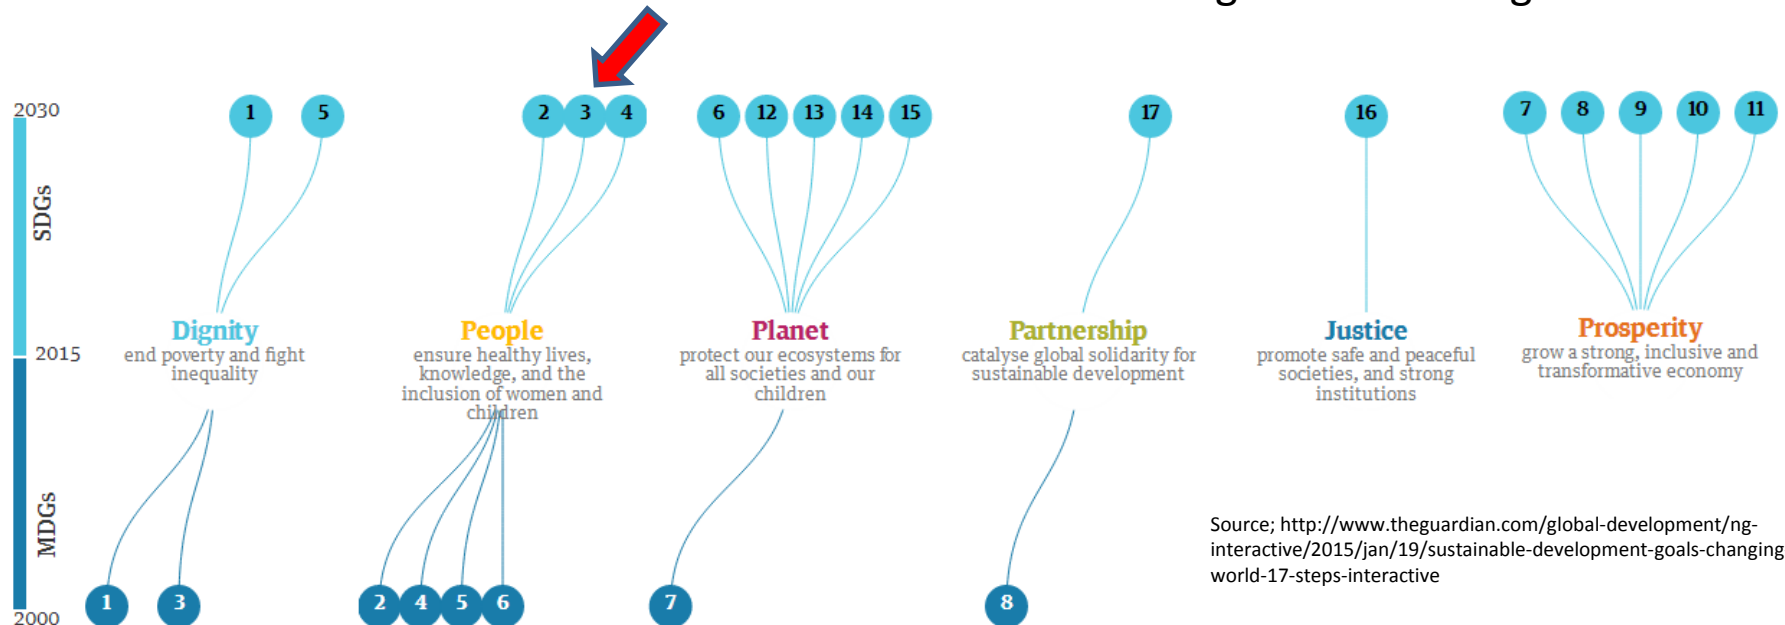 2030
1 5 2 3 4 6 12 13 14 15 17 16 7 8 9 10 11
SDGs
2015
Dignity
end poverty and fight
inequality
People
ensure healthy lives,
knowledge, and the
inclusion of women and
children
Planet
protect our ecosystems for
all societies and our
children
Partnership
catalyse global solidarity for
sustainable development
Justice
promote safe and peaceful
societies, and strong
institutions
Prosperity
grow a strong, inclusive and
transformative economy
MDGs
Source; http://www.theguardian.com/global-development/ng-
interactive/2015/jan/19/sustainable-development-goals-changing
world-17-steps-interactive
1 3 2 4 5 6 7 8
2000